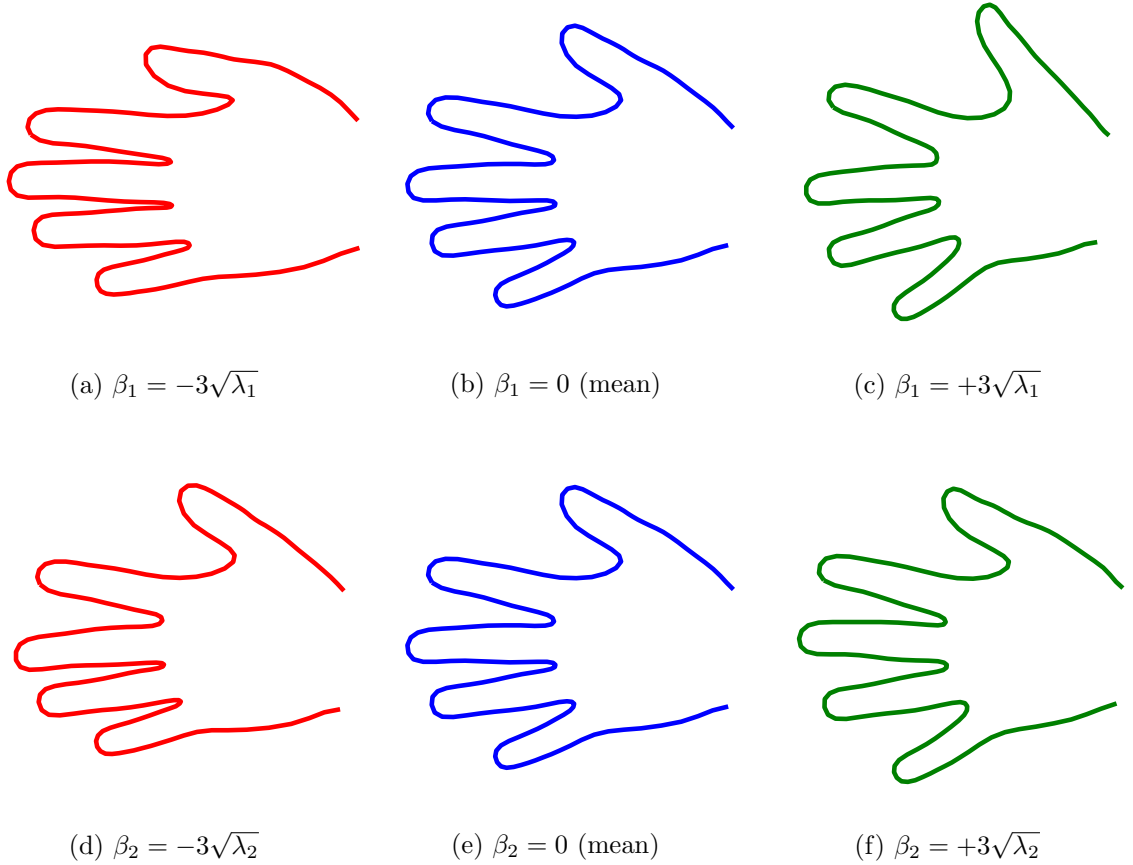 (a) β₁ = −3√λ₁
(b) β₁ = 0 (mean)
(c) β₁ = +3√λ₁
(d) β₂ = −3√λ₂
(e) β₂ = 0 (mean)
(f) β₂ = +3√λ₂